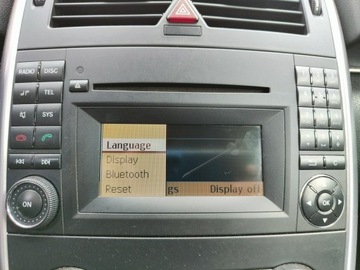 RADIO DISC
TEL
SYS
Language
Display
Bluetooth
Reset
gs Display off
ON
OK